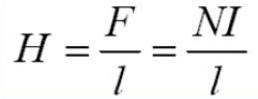 H = F/l = NI/l